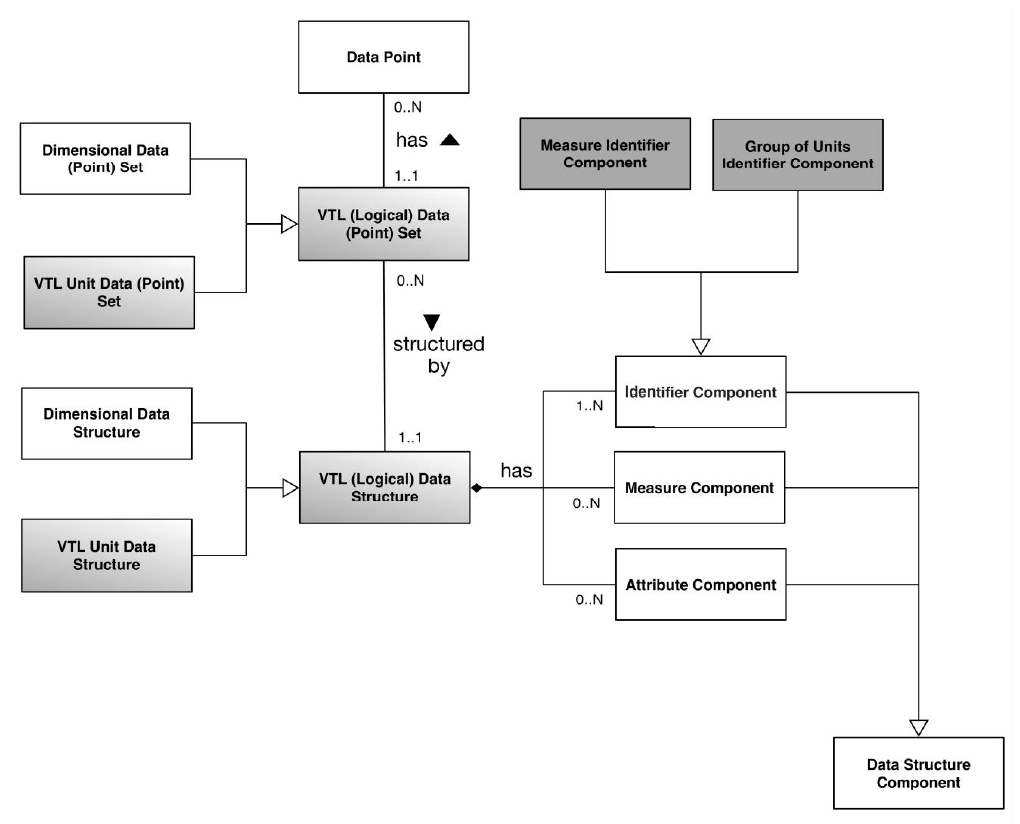 Data Point
0..N
has
1..1
Dimensional Data
(Point) Set
VTL (Logical) Data
(Point) Set
VTL Unit Data (Point)
Set
0..N
structured
by
1..1
Dimensional Data
Structure
VTL (Logical) Data
Structure
VTL Unit Data
Structure
has
Measure Identifier
Component
Group of Units
Identifier Component
Identifier Component
1..N
Measure Component
0..N
Attribute Component
0..N
Data Structure
Component